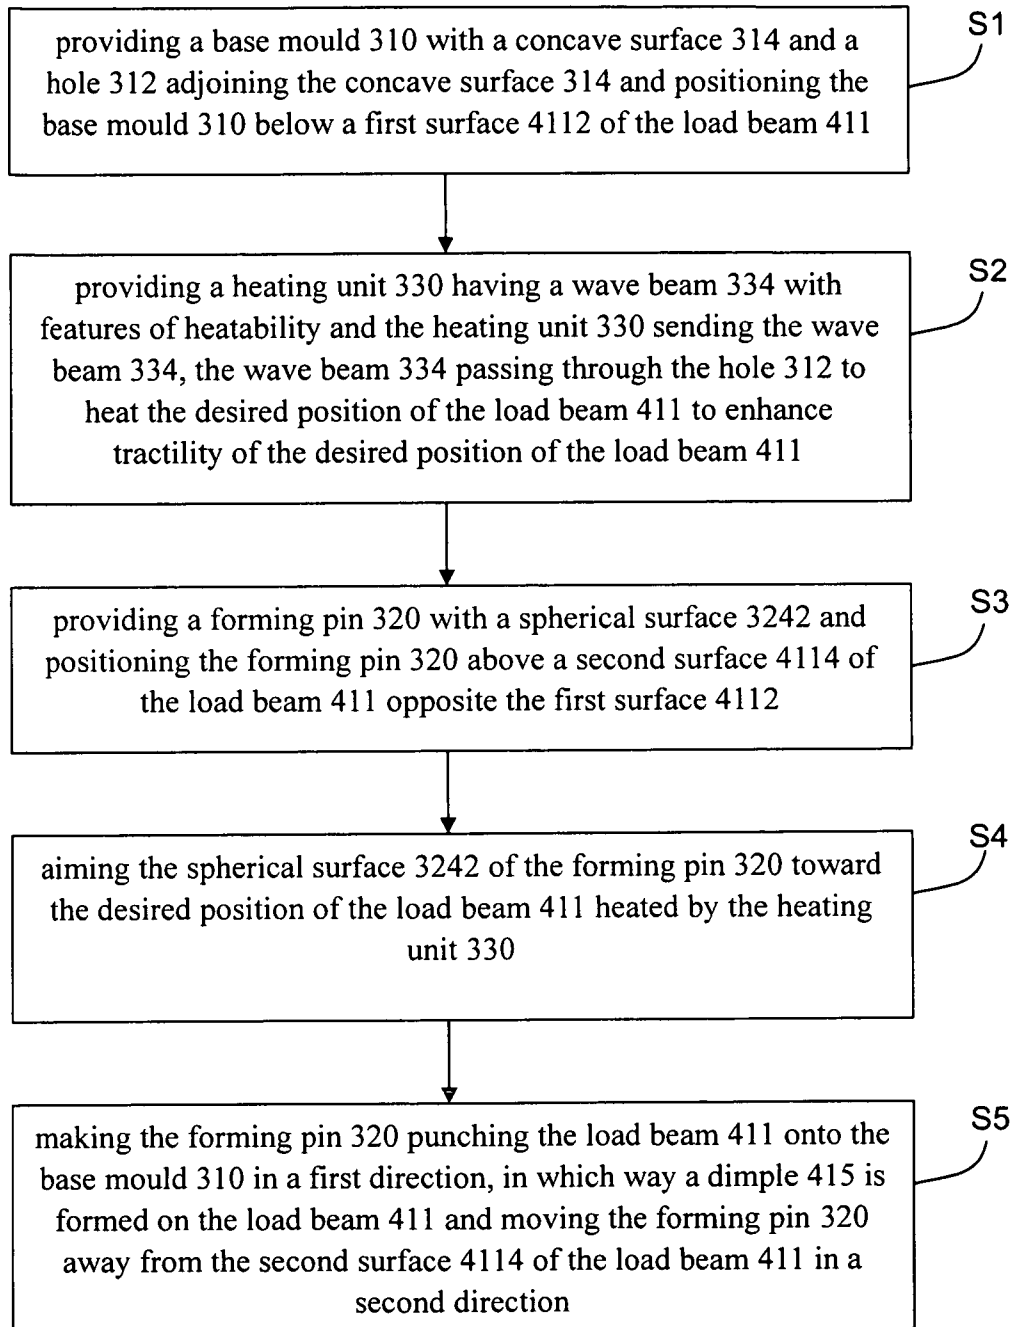 S1
providing a base mould 310 with a concave surface 314 and a
hole 312 adjoining the concave surface 314 and positioning the
base mould 310 below a first surface 4112 of the load beam 411
S2
providing a heating unit 330 having a wave beam 334 with
features of heatability and the heating unit 330 sending the wave
beam 334, the wave beam 334 passing through the hole 312 to
heat the desired position of the load beam 411 to enhance
tractility of the desired position of the load beam 411
S3
providing a forming pin 320 with a spherical surface 3242 and
positioning the forming pin 320 above a second surface 4114 of
the load beam 411 opposite the first surface 4112
S4
aiming the spherical surface 3242 of the forming pin 320 toward
the desired position of the load beam 411 heated by the heating
unit 330
S5
making the forming pin 320 punching the load beam 411 onto the
base mould 310 in a first direction, in which way a dimple 415 is
formed on the load beam 411 and moving the forming pin 320
away from the second surface 4114 of the load beam 411 in a
second direction